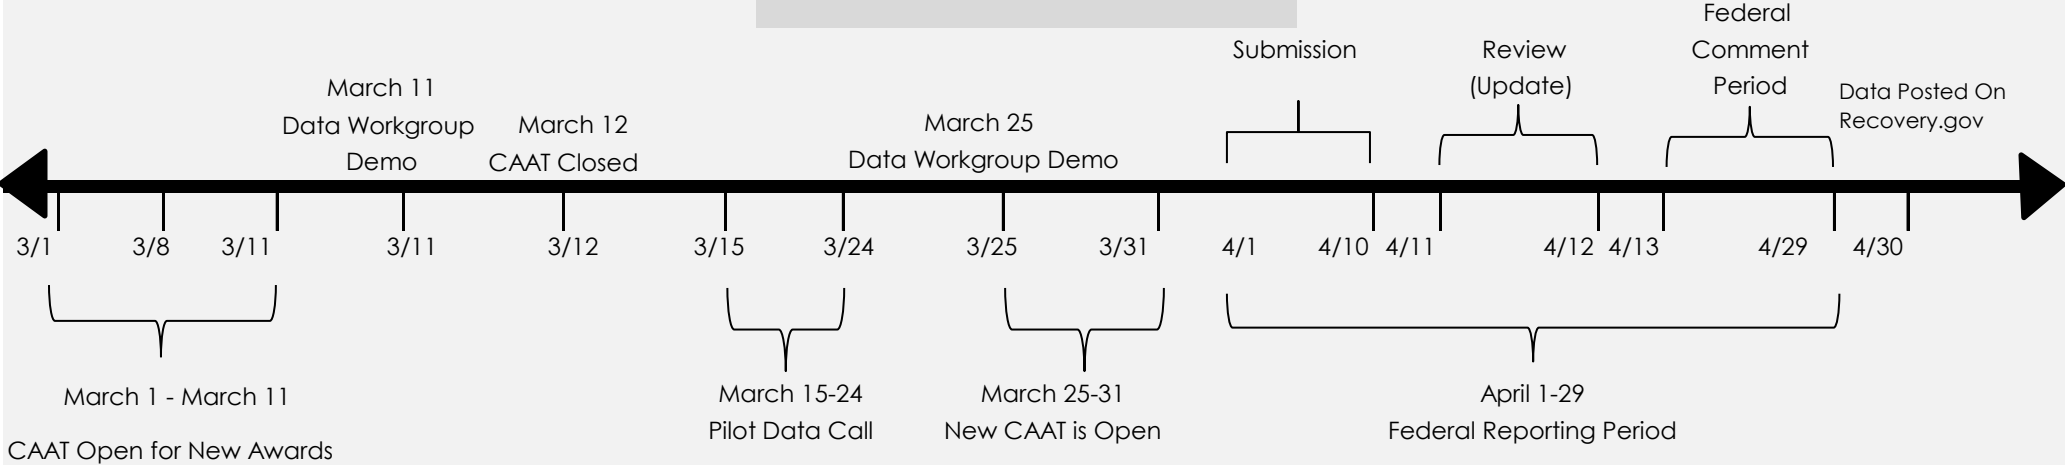 Federal
Comment
Period
Submission
Review
(Update)
March 11
Data Workgroup
Demo
March 12
CAAT Closed
March 25
Data Workgroup Demo
Data Posted On
Recovery.gov
3/1
3/8
3/11
3/11
3/12
3/15
3/24
3/25
3/31
4/1
4/10
4/11
4/12
4/13
4/29
4/30
March 1 - March 11
CAAT Open for New Awards
March 15-24
Pilot Data Call
March 25-31
New CAAT is Open
April 1-29
Federal Reporting Period